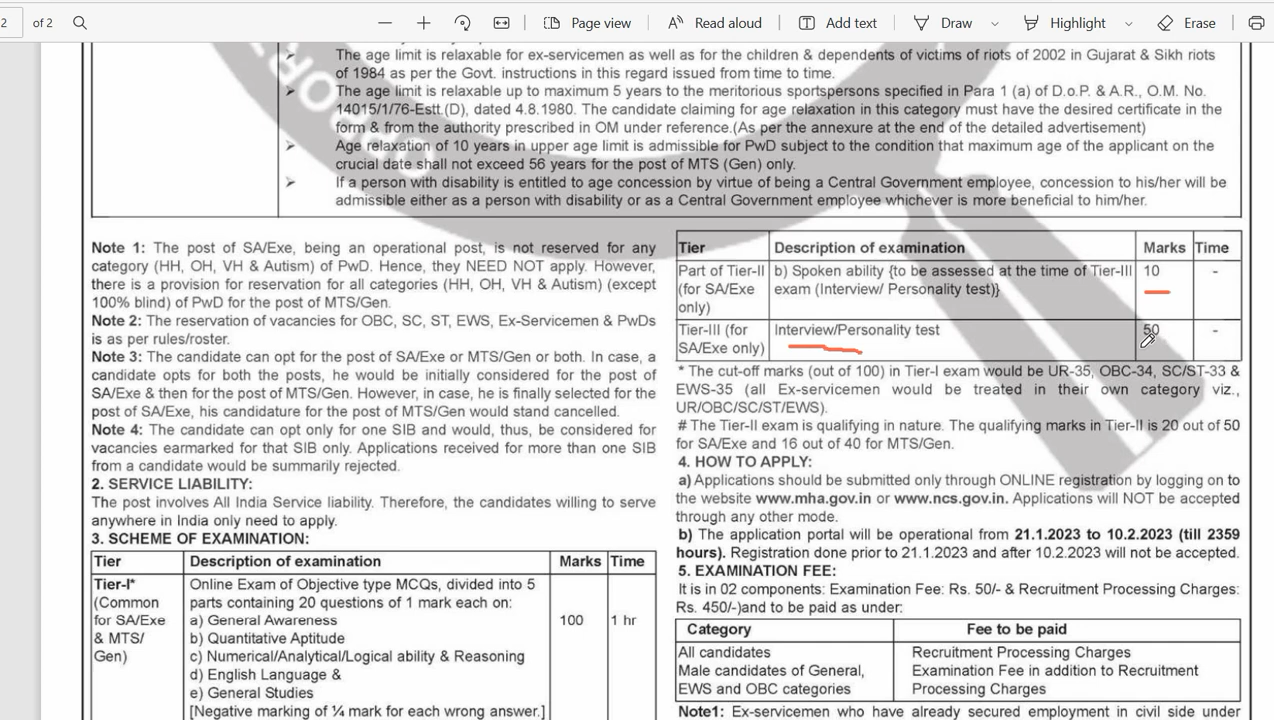 2
of 2
Page view
Read aloud
Add text
Draw
Highlight
Erase
The age limit is relaxable for ex-servicemen as well as for the children & dependents of victims of riots of 2002 in Gujarat & Sikh riots
of 1984 as per the Govt. instructions in this regard issued from time to time.
The age limit is relaxable up to maximum 5 years to the meritorious sportspersons specified in Para 1 (a) of D.o.P. & A.R., O.M. No.
14015/1/76-Estt.(D), dated 4.8.1980. The candidate claiming for age relaxation in this category must have the desired certificate in the
form & from the authority prescribed in OM under reference.(As per the annexure at the end of the detailed advertisement)
Age relaxation of 10 years in upper age limit is admissible for PwD subject to the condition that maximum age of the applicant on the
crucial date shall not exceed 56 years for the post of MTS (Gen) only.
If a person with disability is entitled to age concession by virtue of being a Central Government employee, concession to his/her will be
admissible either as a person with disability or as a Central Government employee whichever is more beneficial to him/her.
Note 1: The post of SA/Exe, being an operational post, is not reserved for any
category (HH, OH, VH & Autism) of PwD. Hence, they NEED NOT apply. However,
there is a provision for reservation for all categories (HH, OH, VH & Autism) (except
100% blind) of PwD for the post of MTS/Gen.
Note 2: The reservation of vacancies for OBC, SC, ST, EWS, Ex-Servicemen & PwDs
is as per rules/roster.
Note 3: The candidate can opt for the post of SA/Exe or MTS/Gen or both. In case, a
candidate opts for both the posts, he would be initially considered for the post of
SA/Exe & then for the post of MTS/Gen. However, in case, he is finally selected for the
post of SA/Exe, his candidature for the post of MTS/Gen would stand cancelled.
Note 4: The candidate can opt only for one SIB and would, thus, be considered for
vacancies earmarked for that SIB only. Applications received for more than one SIB
from a candidate would be summarily rejected.
2. SERVICE LIABILITY:
The post involves All India Service liability. Therefore, the candidates willing to serve
anywhere in India only need to apply.
3. SCHEME OF EXAMINATION:
Tier Description of examination Marks Time
Tier-I* Online Exam of Objective type MCQs, divided into 5
(Common parts containing 20 questions of 1 mark each on:
for SA/Exe a) General Awareness 100 1 hr
& MTS/ b) Quantitative Aptitude
Gen) c) Numerical/Analytical/Logical ability & Reasoning
d) English Language &
e) General Studies
[Negative marking of ¼ mark for each wrong answer.]
Tier Description of examination Marks Time
Part of Tier-II b) Spoken ability {to be assessed at the time of Tier-III 10 -
(for SA/Exe exam (Interview/ Personality test)}
only)
Tier-III (for Interview/Personality test 50 -
SA/Exe only)
* The cut-off marks (out of 100) in Tier-I exam would be UR-35, OBC-34, SC/ST-33 &
EWS-35 (all Ex-servicemen would be treated in their own category viz.,
UR/OBC/SC/ST/EWS).
# The Tier-II exam is qualifying in nature. The qualifying marks in Tier-II is 20 out of 50
for SA/Exe and 16 out of 40 for MTS/Gen.
4. HOW TO APPLY:
a) Applications should be submitted only through ONLINE registration by logging on to
the website www.mha.gov.in or www.ncs.gov.in. Applications will NOT be accepted
through any other mode.
b) The application portal will be operational from 21.1.2023 to 10.2.2023 (till 2359
hours). Registration done prior to 21.1.2023 and after 10.2.2023 will not be accepted.
5. EXAMINATION FEE:
It is in 02 components: Examination Fee: Rs. 50/- & Recruitment Processing Charges:
Rs. 450/-)and to be paid as under:
Category Fee to be paid
All candidates Recruitment Processing Charges
Male candidates of General, Examination Fee in addition to Recruitment
EWS and OBC categories Processing Charges
Note1: Ex-servicemen who have already secured employment in civil side under